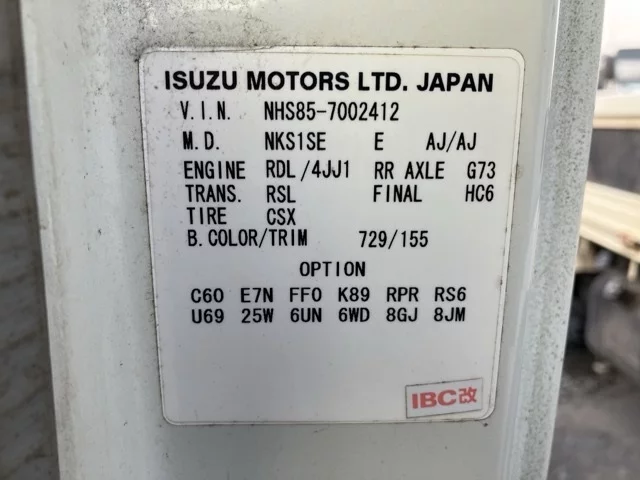 ISUZU MOTORS LTD. JAPAN
V.I.N. NHS85-7002412
M.D. NKS1SE E AJ/AJ
ENGINE RDL/4JJ1 RR AXLE G73
TRANS. RSL FINAL HC6
TIRE CSX
B.COLOR/TRIM 729/155
OPTION
C60 E7N FF0 K89 RPR RS6
U69 25W 6UN 6WD 8GJ 8JM
IBC改